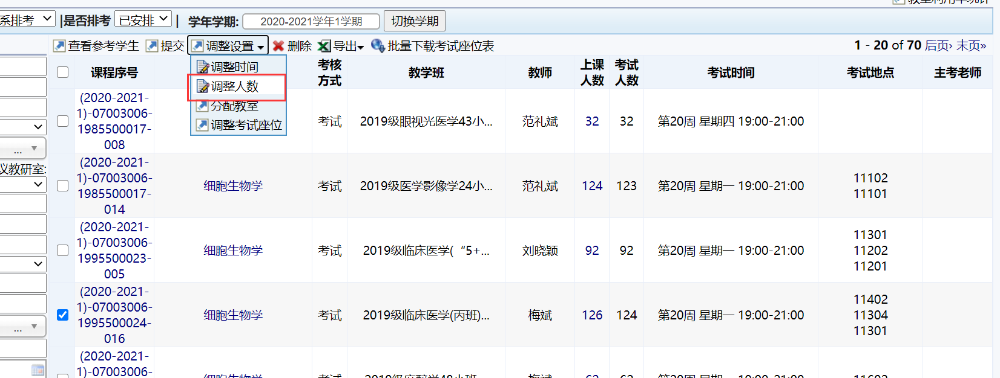 系排考 |是否排考 已安排 | 学年学期: 2020-2021学年1学期 切换学期
查看参考学生 提交 调整设置 删除 导出 批量下载考试座位表 1 - 20 of 70 后页› 末页»
调整时间
调整人数
分配教室
调整考试座位
...
议教研室:
...
课程序号 考核方式 教学班 教师 上课人数 考试人数 考试时间 考试地点 主考老师
(2020-2021-
1)-07003006-
1985500017-
008
考试 2019级眼视光医学43小... 范礼斌 32 32 第20周 星期四 19:00-21:00
(2020-2021-
1)-07003006-
1985500017-
014
细胞生物学 考试 2019级医学影像学24小... 范礼斌 124 123 第20周 星期一 19:00-21:00
11102
11101
(2020-2021-
1)-07003006-
1995500023-
005
细胞生物学 考试 2019级临床医学(“5+... 刘晓颖 92 92 第20周 星期一 19:00-21:00
11301
11202
11201
(2020-2021-
1)-07003006-
1995500024-
016
细胞生物学 考试 2019级临床医学(丙班)... 梅斌 126 124 第20周 星期一 19:00-21:00
11402
11304
11301
(2020-2021-
1)-07003006-